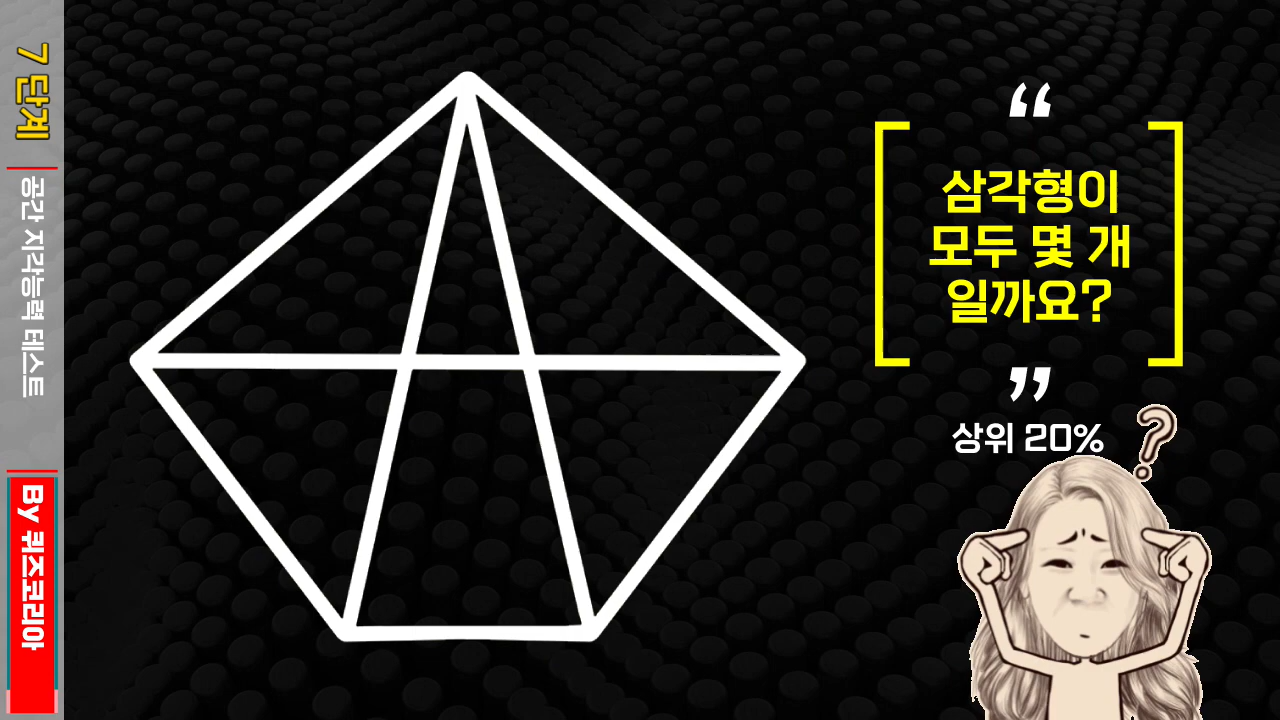 7 단계
공간 지각능력 테스트
By 퀴즈코리아
“
삼각형이
모두 몇 개
일까요?
”
상위 20%
?